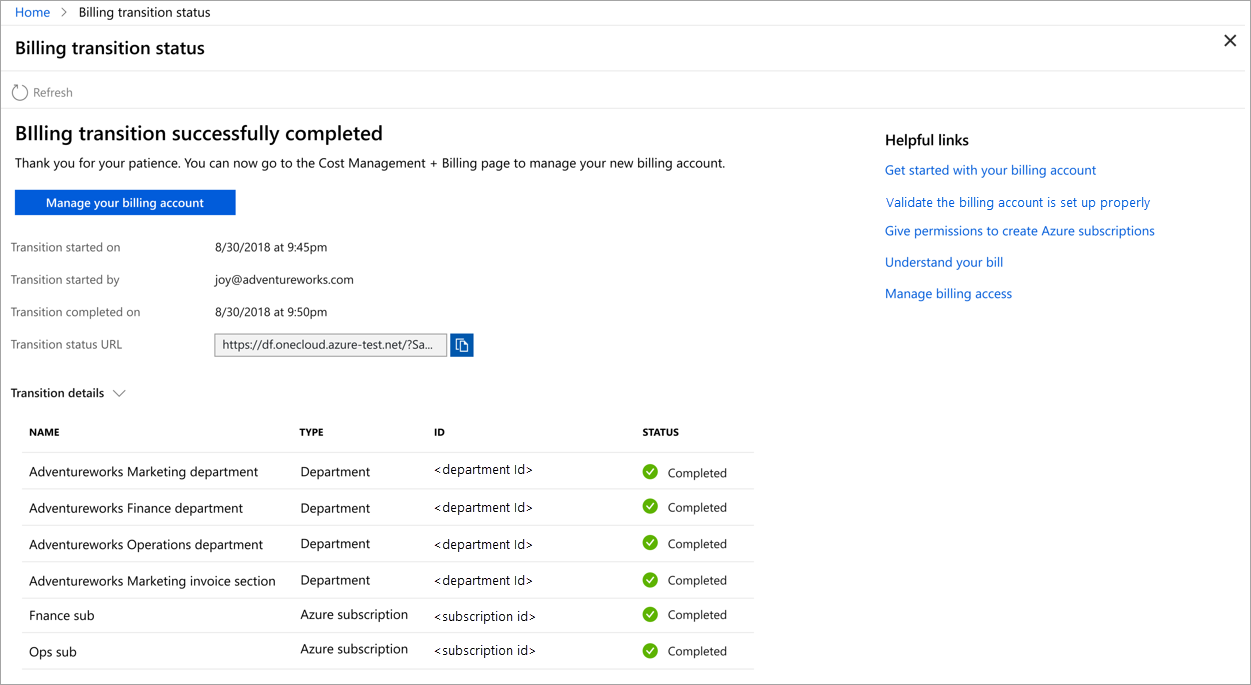 Home > Billing transition status
Billing transition status
Refresh
BIlling transition successfully completed
Thank you for your patience. You can now go to the Cost Management + Billing page to manage your new billing account.
Manage your billing account
Transition started on 8/30/2018 at 9:45pm
Transition started by joy@adventureworks.com
Transition completed on 8/30/2018 at 9:50pm
Transition status URL https://df.onecloud.azure-test.net/?Sa...
Transition details
NAME TYPE ID STATUS
Adventureworks Marketing department Department <department Id> Completed
Adventureworks Finance department Department <department Id> Completed
Adventureworks Operations department Department <department Id> Completed
Adventureworks Marketing invoice section Department <department Id> Completed
Fnance sub Azure subscription <subscription id> Completed
Ops sub Azure subscription <subscription id> Completed
Helpful links
Get started with your billing account
Validate the billing account is set up properly
Give permissions to create Azure subscriptions
Understand your bill
Manage billing access